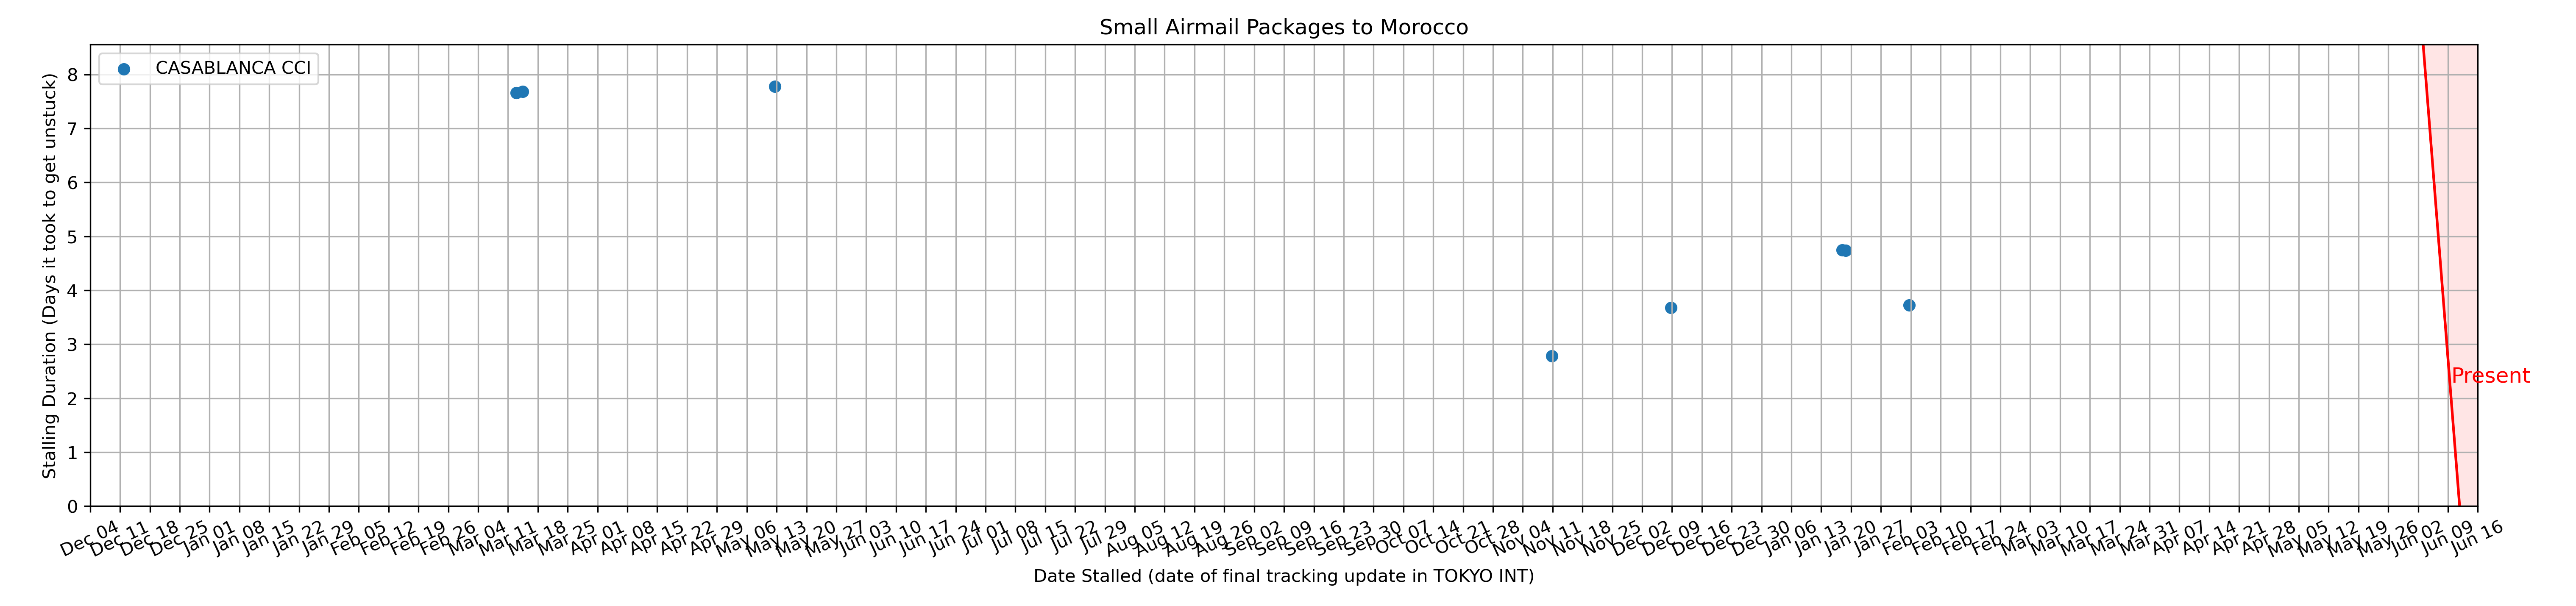 Small Airmail Packages to Morocco
CASABLANCA CCI
Stalling Duration (Days it took to get unstuck)
8
7
6
5
4
3
2
1
0
Present
Dec 04 Dec 11 Dec 18 Dec 25 Jan 01 Jan 08 Jan 15 Jan 22 Jan 29 Feb 05 Feb 12 Feb 19 Feb 26 Mar 04 Mar 11 Mar 18 Mar 25 Apr 01 Apr 08 Apr 15 Apr 22 Apr 29 May 06 May 13 May 20 May 27 Jun 03 Jun 10 Jun 17 Jun 24 Jul 01 Jul 08 Jul 15 Jul 22 Jul 29 Aug 05 Aug 12 Aug 19 Aug 26 Sep 02 Sep 09 Sep 16 Sep 23 Sep 30 Oct 07 Oct 14 Oct 21 Oct 28 Nov 04 Nov 11 Nov 18 Nov 25 Dec 02 Dec 09 Dec 16 Dec 23 Dec 30 Jan 06 Jan 13 Jan 20 Jan 27 Feb 03 Feb 10 Feb 17 Feb 24 Mar 03 Mar 10 Mar 17 Mar 24 Mar 31 Apr 07 Apr 14 Apr 21 Apr 28 May 05 May 12 May 19 May 26 Jun 02 Jun 09 Jun 16
Date Stalled (date of final tracking update in TOKYO INT)